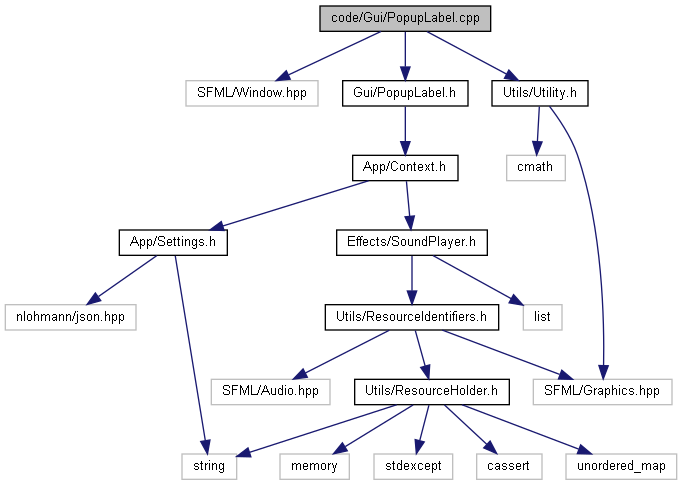 code/Gui/PopupLabel.cpp
SFML/Window.hpp
Gui/PopupLabel.h
Utils/Utility.h
App/Context.h
cmath
App/Settings.h
Effects/SoundPlayer.h
nlohmann/json.hpp
Utils/ResourceIdentifiers.h
list
SFML/Audio.hpp
Utils/ResourceHolder.h
SFML/Graphics.hpp
string
memory
stdexcept
cassert
unordered_map